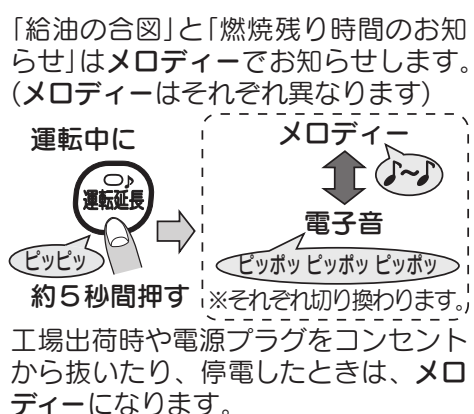 ｢給油の合図｣と｢燃焼残り時間のお知
らせ｣はメロディーでお知らせします。
(メロディーはそれぞれ異なります)
運転中に
運転延長
ピッピッ
約5秒間押す
メロディー
♪〜♪
電子音
ピッポッ ピッポッ ピッポッ
※それぞれ切り換わります。
工場出荷時や電源プラグをコンセント
から抜いたり、停電したときは、メロ
ディーになります。